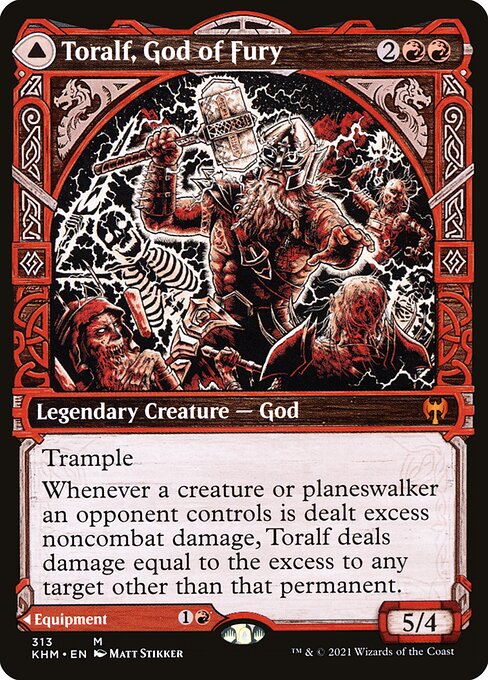 Toralf, God of Fury 2
Legendary Creature — God
Trample
Whenever a creature or planeswalker
an opponent controls is dealt excess
noncombat damage, Toralf deals
damage equal to the excess to any
target other than that permanent.
Equipment 1
5/4
313 M
KHM • EN Matt Stikker
™ & © 2021 Wizards of the Coast